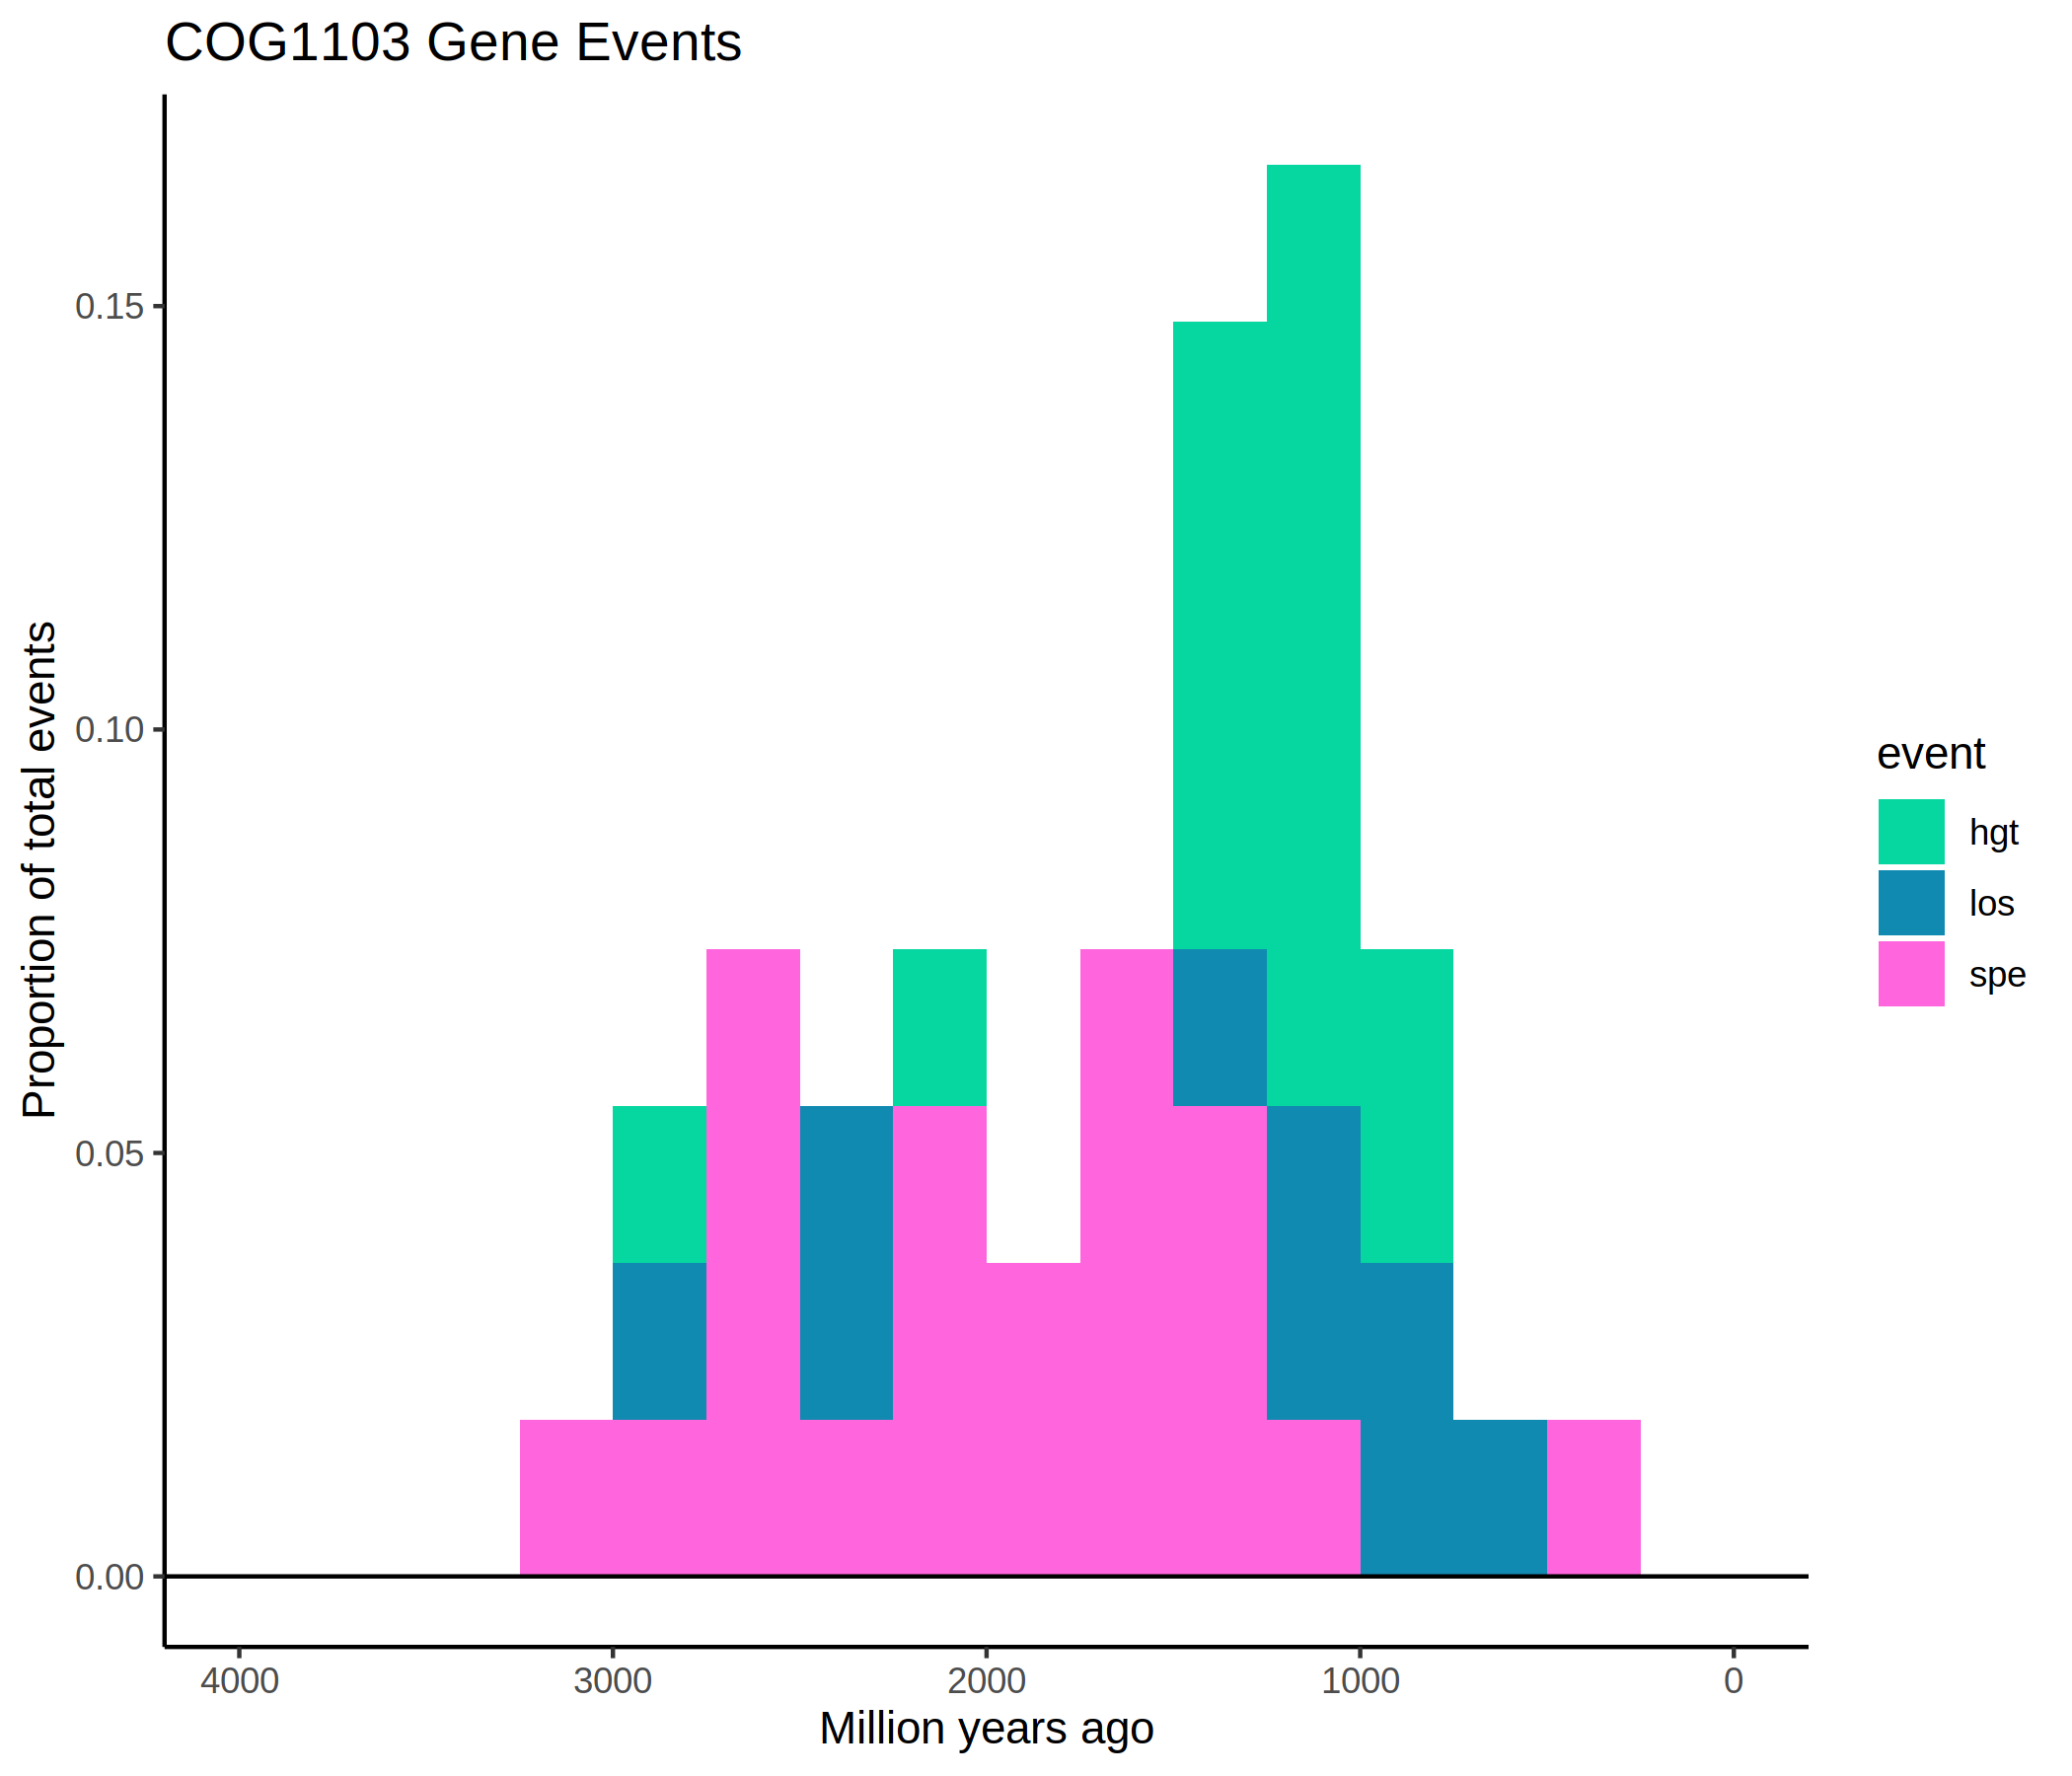 COG1103 Gene Events
Proportion of total events
0.15
0.10
0.05
0.00
4000 3000 2000 1000 0
Million years ago
event
hgt
los
spe